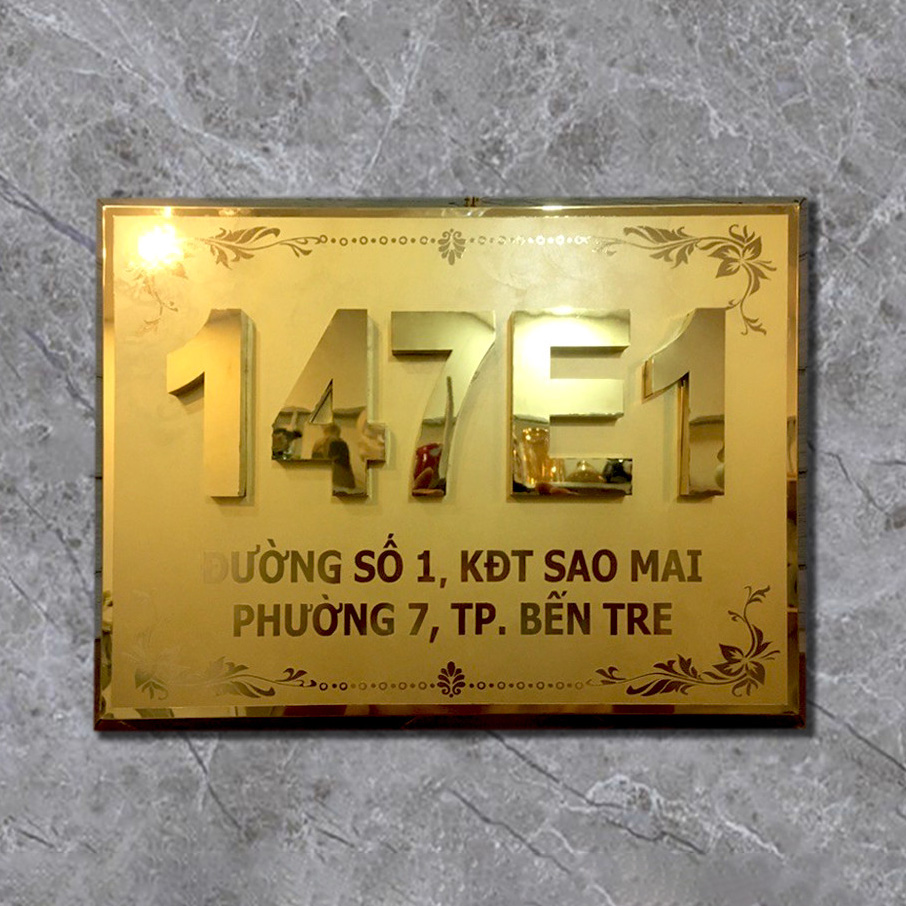 147E1
ĐƯỜNG SỐ 1, KĐT SAO MAI
PHƯỜNG 7, TP. BẾN TRE